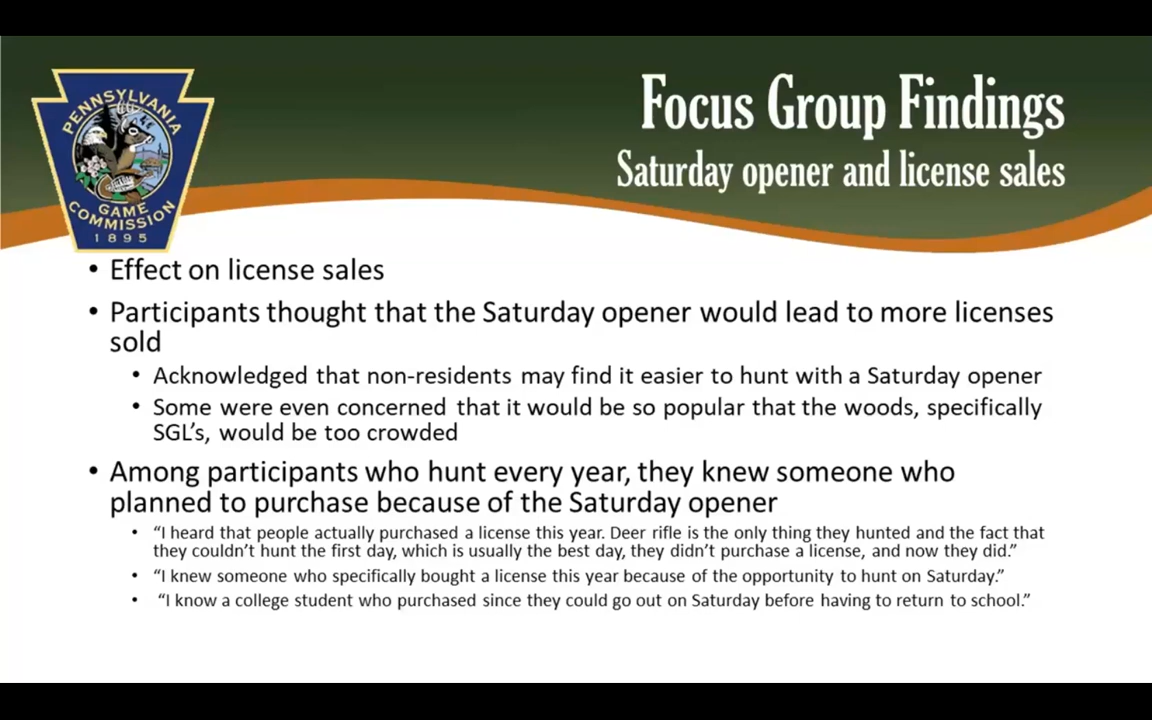 PENNSYLVANIA
GAME
COMMISSION
1895
Focus Group Findings
Saturday opener and license sales
• Effect on license sales
• Participants thought that the Saturday opener would lead to more licenses
sold
• Acknowledged that non-residents may find it easier to hunt with a Saturday opener
• Some were even concerned that it would be so popular that the woods, specifically
SGL’s, would be too crowded
• Among participants who hunt every year, they knew someone who
planned to purchase because of the Saturday opener
• “I heard that people actually purchased a license this year. Deer rifle is the only thing they hunted and the fact that
they couldn’t hunt the first day, which is usually the best day, they didn’t purchase a license, and now they did.”
• “I knew someone who specifically bought a license this year because of the opportunity to hunt on Saturday.”
• “I know a college student who purchased since they could go out on Saturday before having to return to school.”